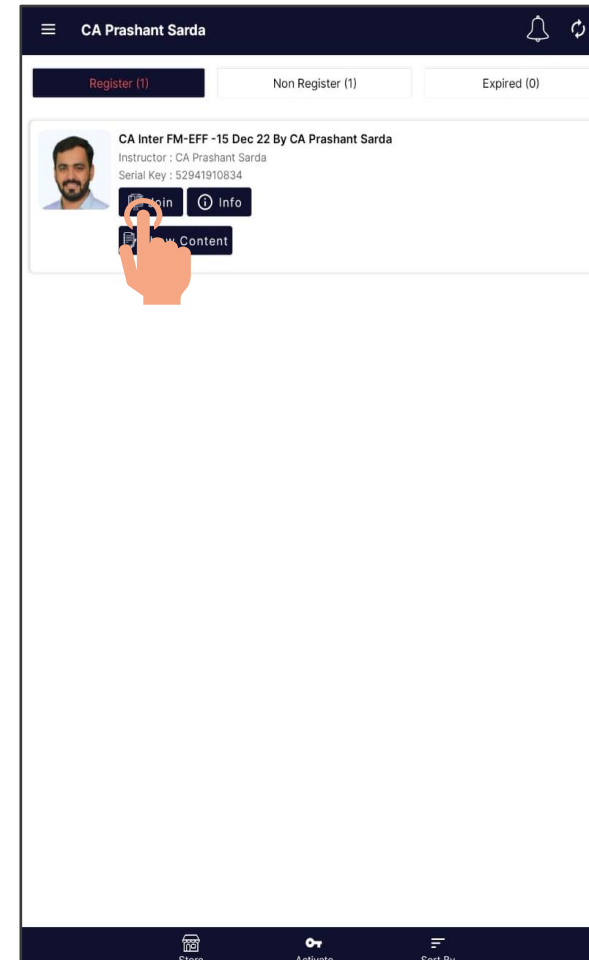 CA Prashant Sarda
Register (1) Non Register (1) Expired (0)
CA Inter FM-EFF -15 Dec 22 By CA Prashant Sarda
Instructor : CA Prashant Sarda
Serial Key : 52941910834
Join Info
Content
Store Activate Sort By